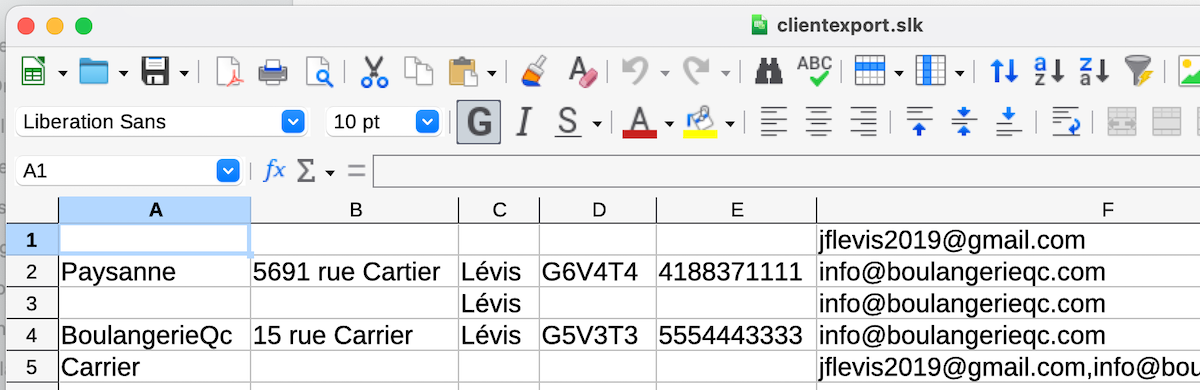 clientexport.slk
ABC
Liberation Sans 10 pt G I S A
A1 fx Σ =
A B C D E F
1 jflevis2019@gmail.com
2 Paysanne 5691 rue Cartier Lévis G6V4T4 4188371111 info@boulangerieqc.com
3 Lévis info@boulangerieqc.com
4 BoulangerieQc 15 rue Carrier Lévis G5V3T3 5554443333 info@boulangerieqc.com
5 Carrier jflevis2019@gmail.com,info@bou